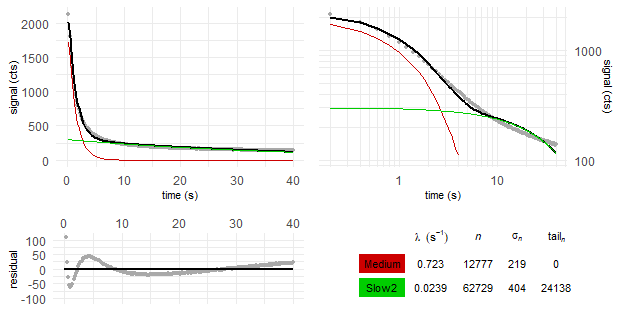 2000
1500
1000
500
0
signal (cts)
0 10 20 30 40
time (s)
1000
100
signal (cts)
1 10
time (s)
0 10 20 30 40
100
50
0
-50
-100
residual
λ (s⁻¹) n σₙ tailₙ
Medium 0.723 12777 219 0
Slow2 0.0239 62729 404 24138